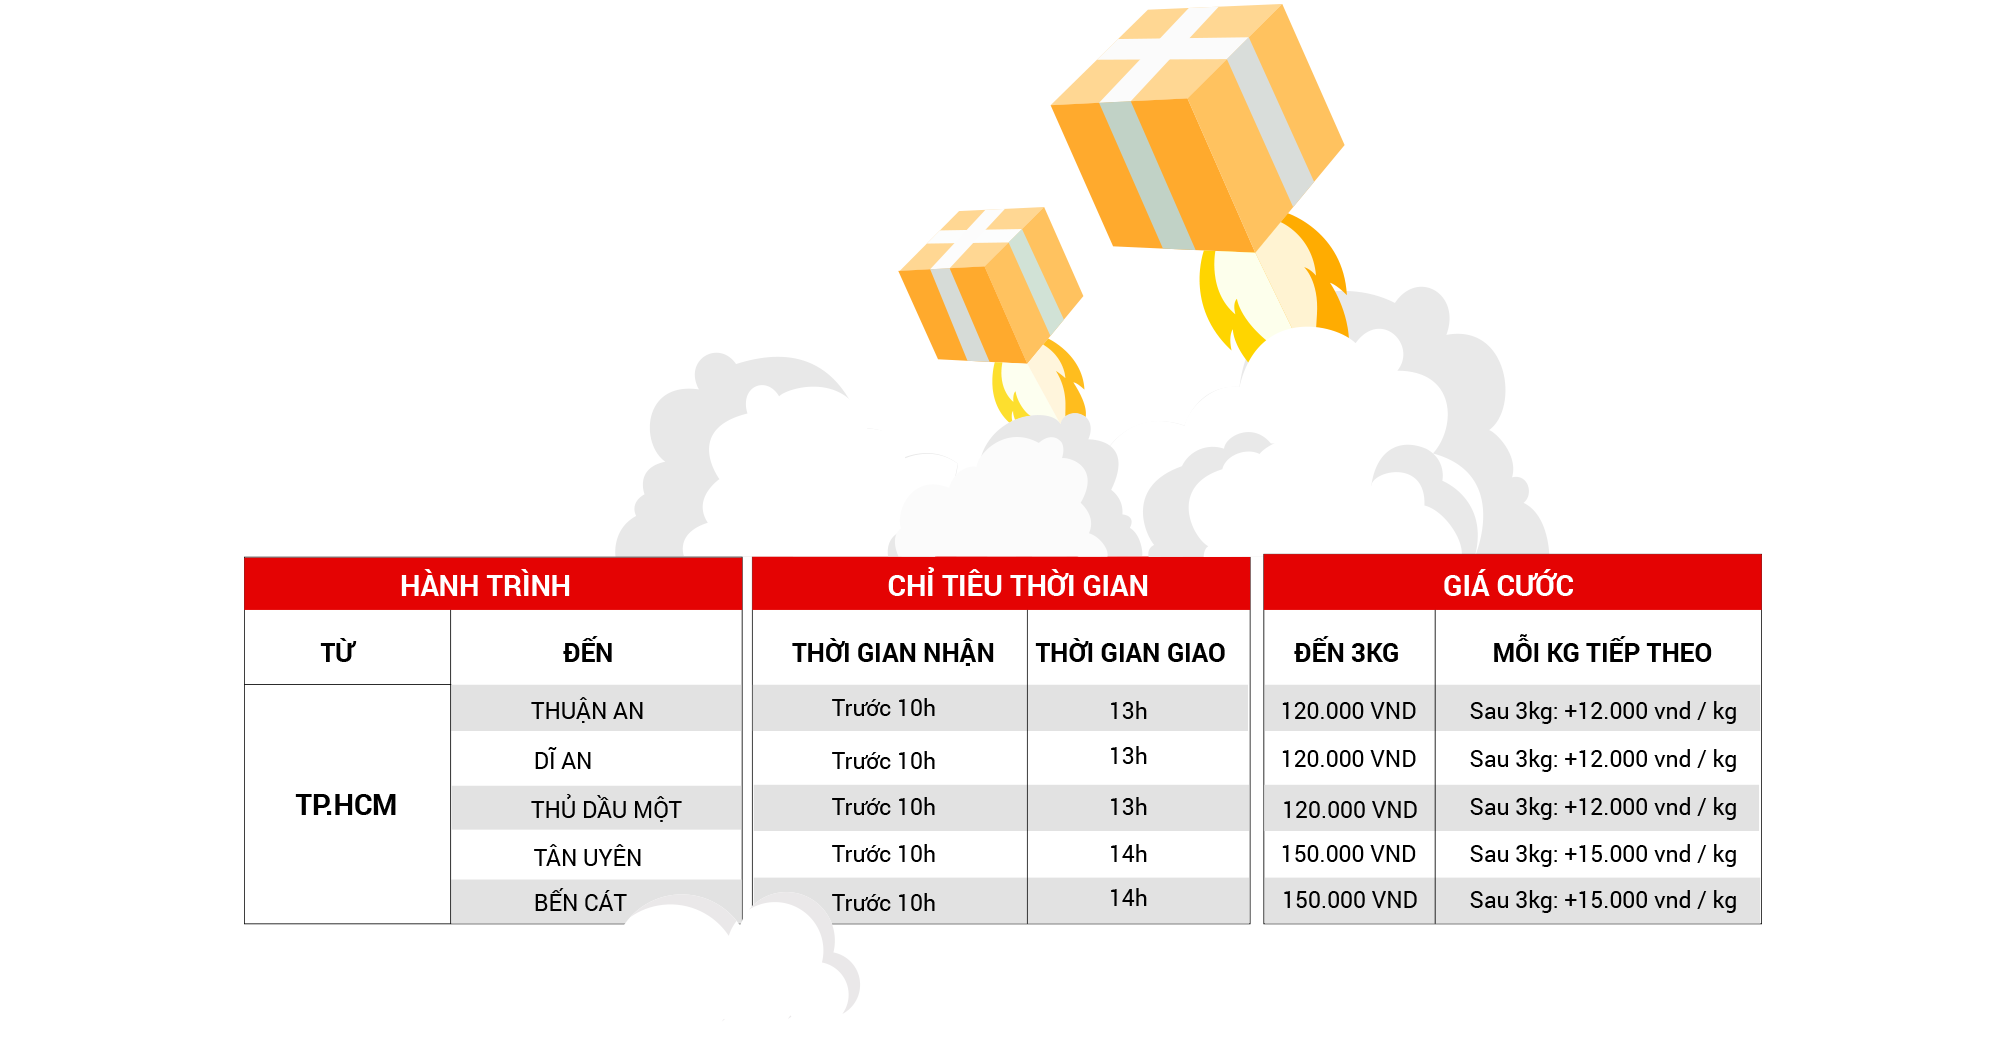 HÀNH TRÌNH CHỈ TIÊU THỜI GIAN GIÁ CƯỚC
TỪ ĐẾN THỜI GIAN NHẬN THỜI GIAN GIAO ĐẾN 3KG MỖI KG TIẾP THEO
THUẬN AN Trước 10h 13h 120.000 VND Sau 3kg: +12.000 vnd / kg
DĨ AN Trước 10h 13h 120.000 VND Sau 3kg: +12.000 vnd / kg
TP.HCM THỦ DẦU MỘT Trước 10h 13h 120.000 VND Sau 3kg: +12.000 vnd / kg
TÂN UYÊN Trước 10h 14h 150.000 VND Sau 3kg: +15.000 vnd / kg
BẾN CÁT Trước 10h 14h 150.000 VND Sau 3kg: +15.000 vnd / kg